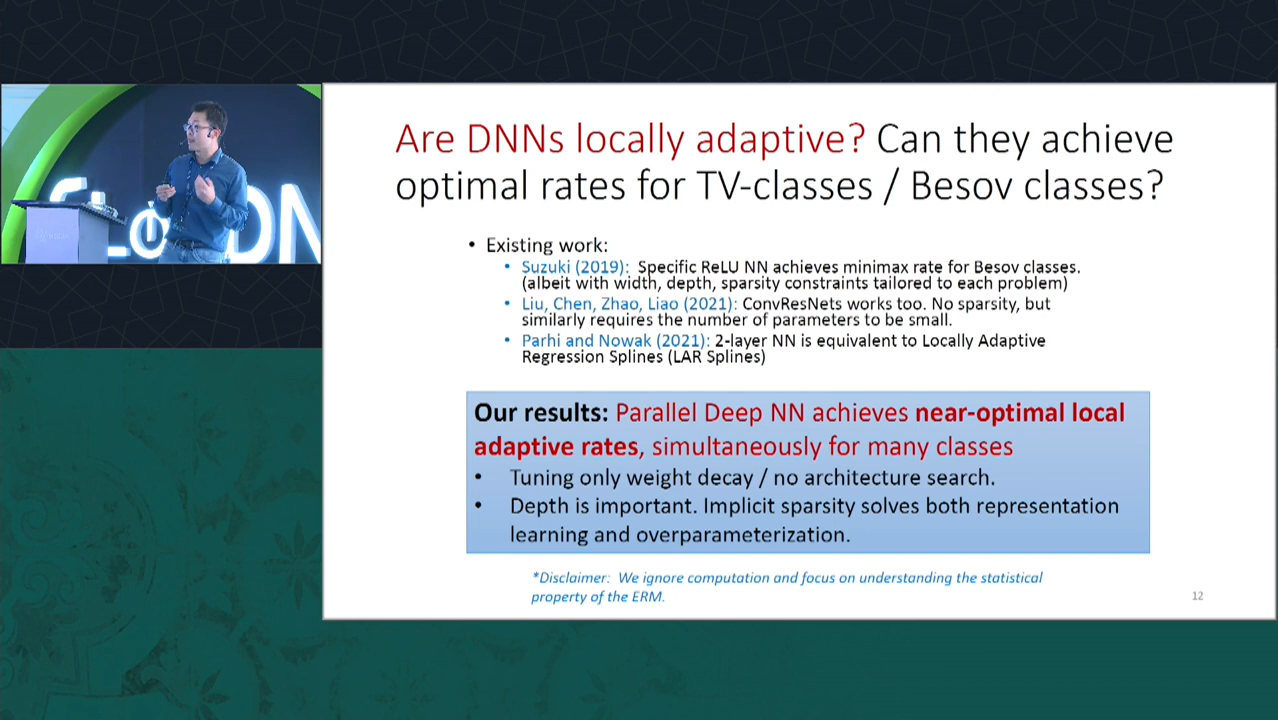 Are DNNs locally adaptive? Can they achieve
optimal rates for TV-classes / Besov classes?
• Existing work:
• Suzuki (2019): Specific ReLU NN achieves minimax rate for Besov classes.
(albeit with width, depth, sparsity constraints tailored to each problem)
• Liu, Chen, Zhao, Liao (2021): ConvResNets works too. No sparsity, but
similarly requires the number of parameters to be small.
• Parhi and Nowak (2021): 2-layer NN is equivalent to Locally Adaptive
Regression Splines (LAR Splines)
Our results: Parallel Deep NN achieves near-optimal local
adaptive rates, simultaneously for many classes
• Tuning only weight decay / no architecture search.
• Depth is important. Implicit sparsity solves both representation
learning and overparameterization.
*Disclaimer: We ignore computation and focus on understanding the statistical
property of the ERM.
12